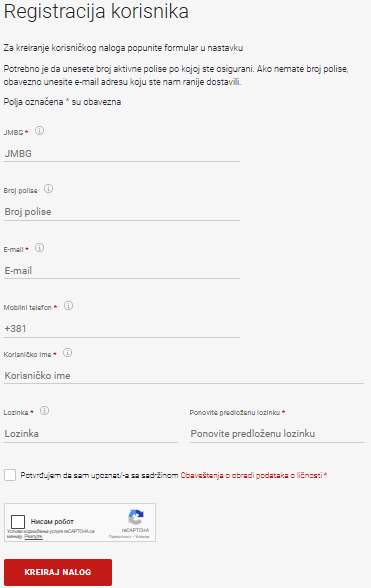 Registracija korisnika
Za kreiranje korisničkog naloga popunite formular u nastavku
Potrebno je da unesete broj aktivne polise po kojoj ste osigurani. Ako nemate broj polise,
obavezno unesite e-mail adresu koju ste nam ranije dostavili.
Polja označena * su obavezna
JMBG *
JMBG
Broj polise
Broj polise
E-mail *
E-mail
Mobilni telefon *
+381
Korisničko ime *
Korisničko ime
Lozinka * Ponovite predloženu lozinku *
Lozinka Ponovite predloženu lozinku
Potvrđujem da sam upoznat/-a sa sadržinom Obaveštenja o obradi podataka o ličnosti*
Нисам робот
reCAPTCHA
Услови коришћења услуге reCAPTCHA се
мењају. Реагујте.
Приватност - Услови
KREIRAJ NALOG